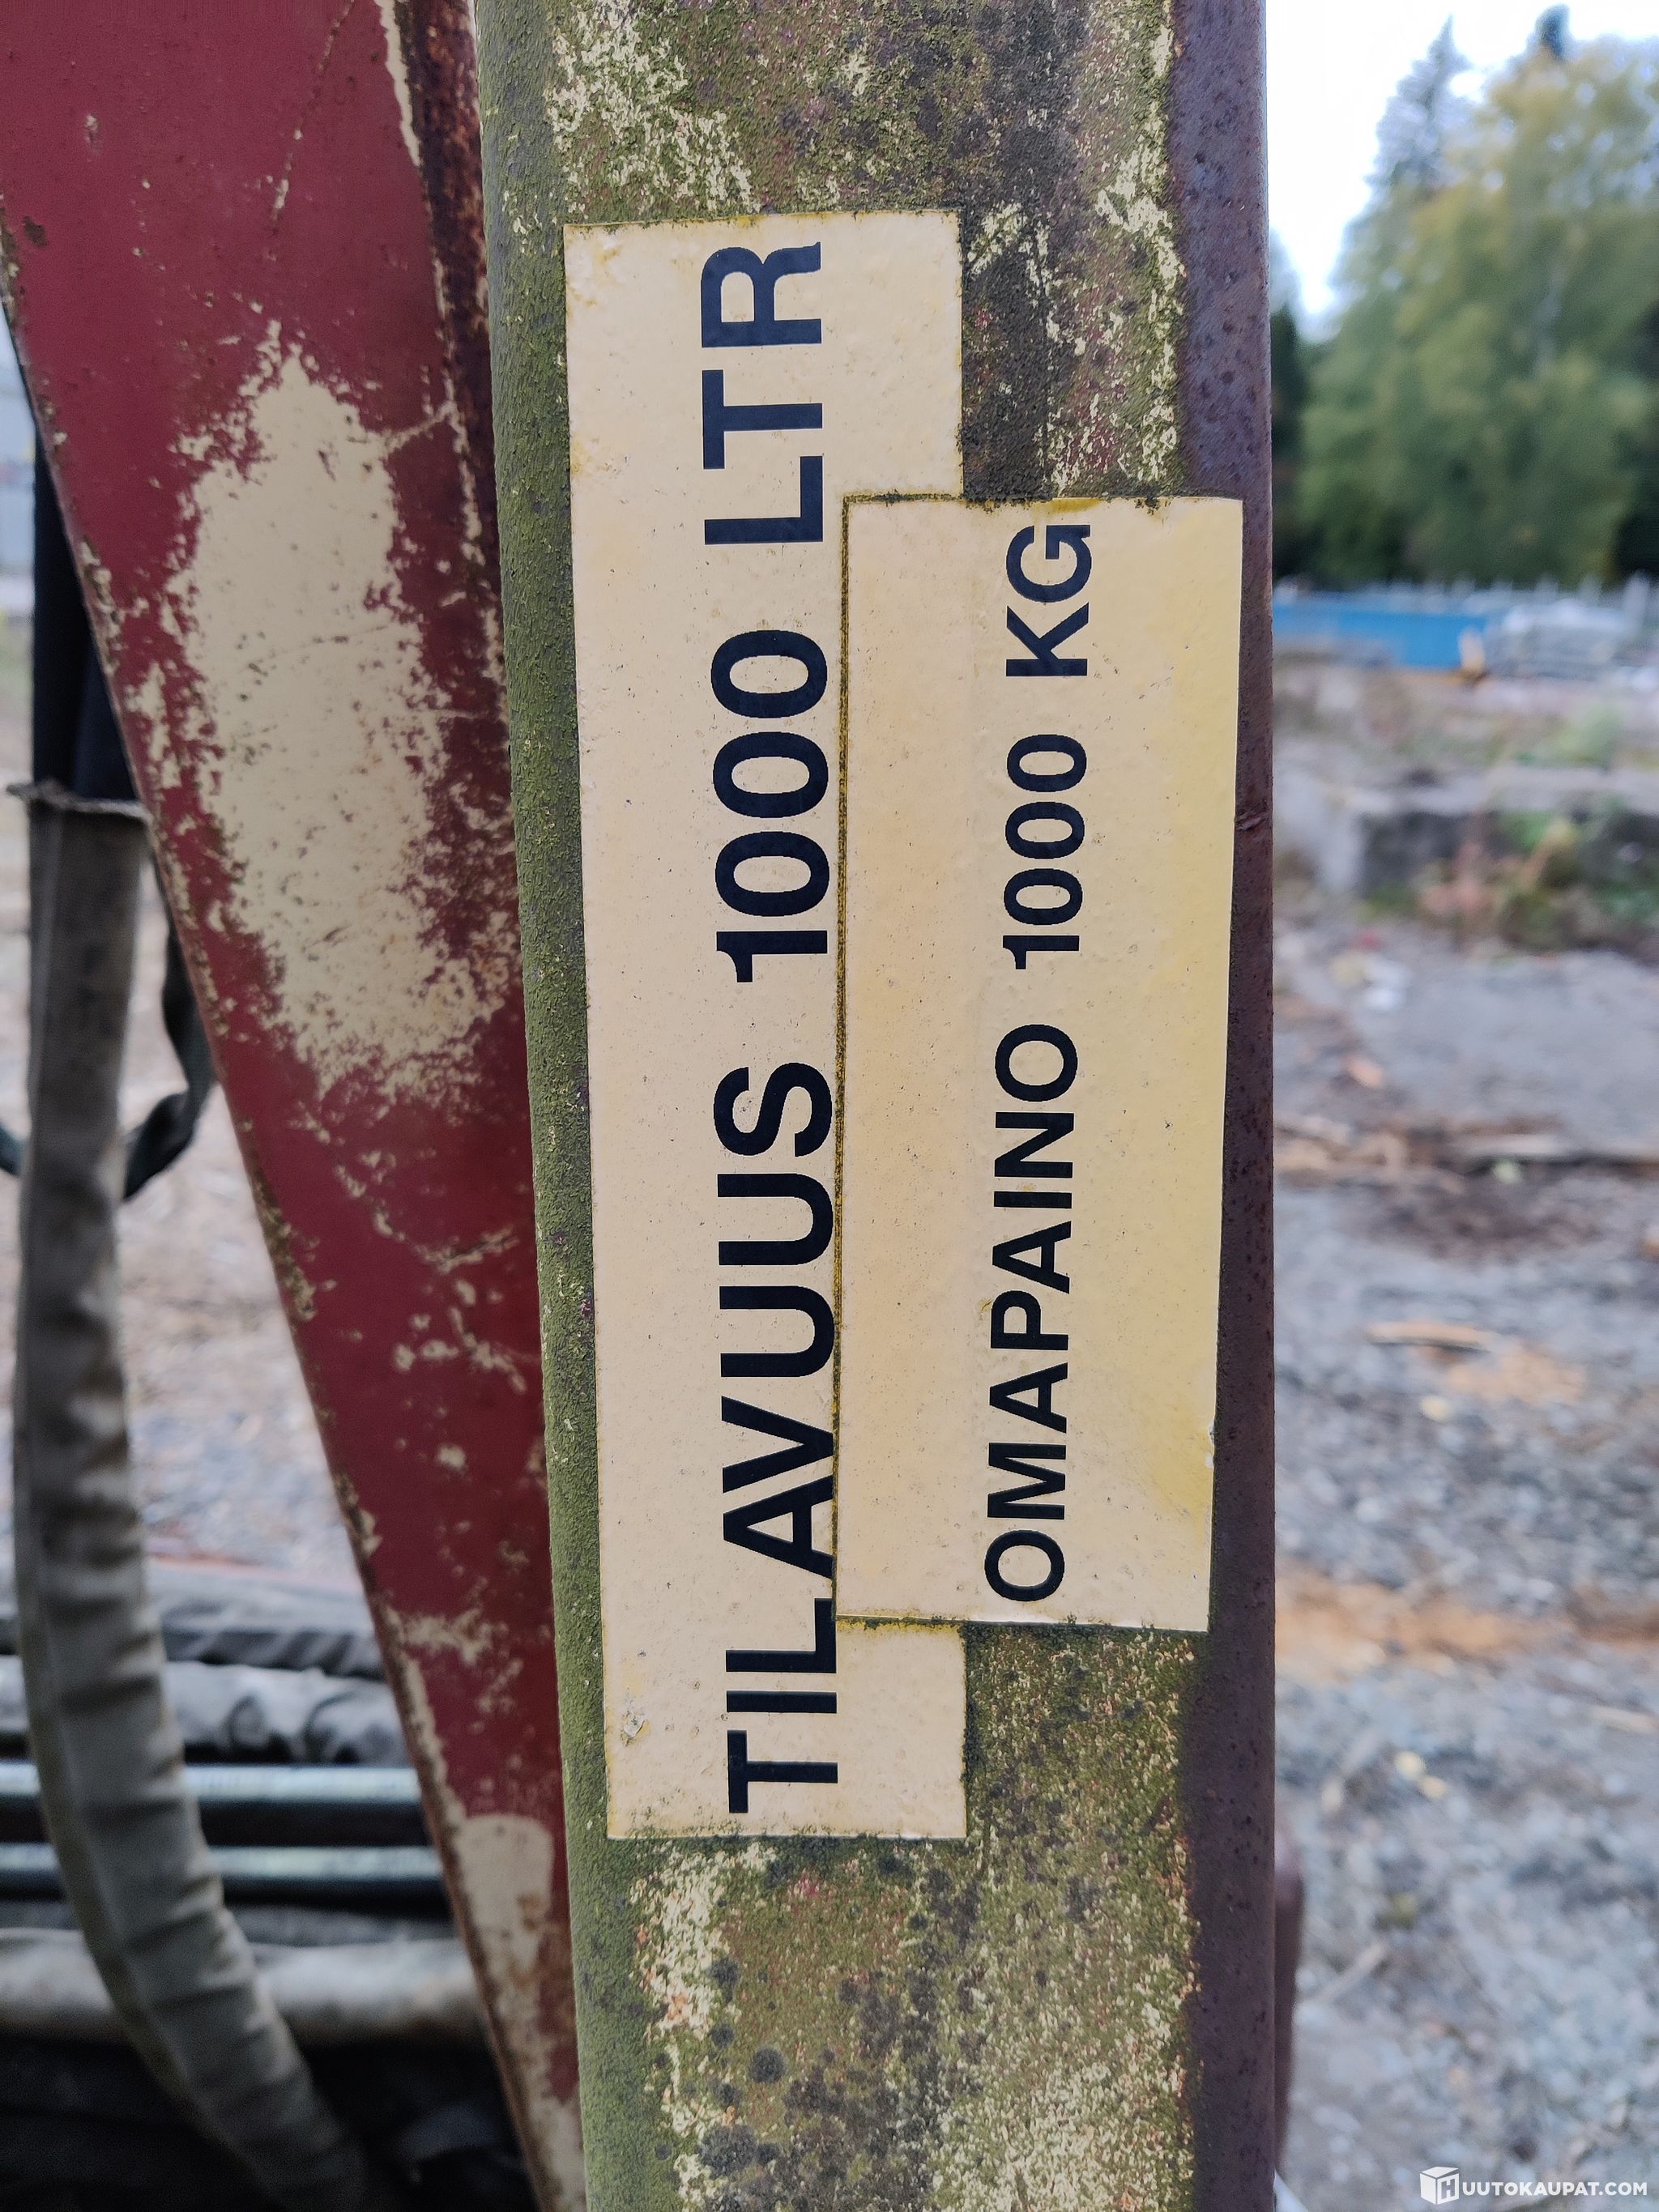 TILAVUUS 1000 LTR
OMAPAINO 1000 KG
HUUTOKAUPAT.COM